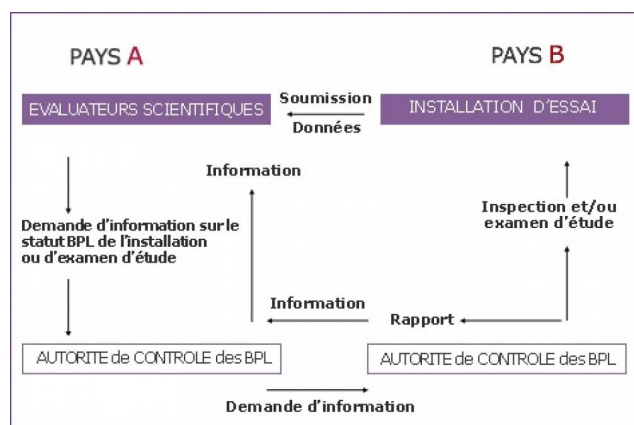 PAYS A
PAYS B
EVALUATEURS SCIENTIFIQUES
Soumission
Données
INSTALLATION D'ESSAI
Information
Inspection et/ou
examen d'étude
Demande d'information sur le
statut BPL de l'installation
ou d'examen d'étude
Information
Rapport
AUTORITE de CONTROLE des BPL
AUTORITE de CONTROLE des BPL
Demande d'information